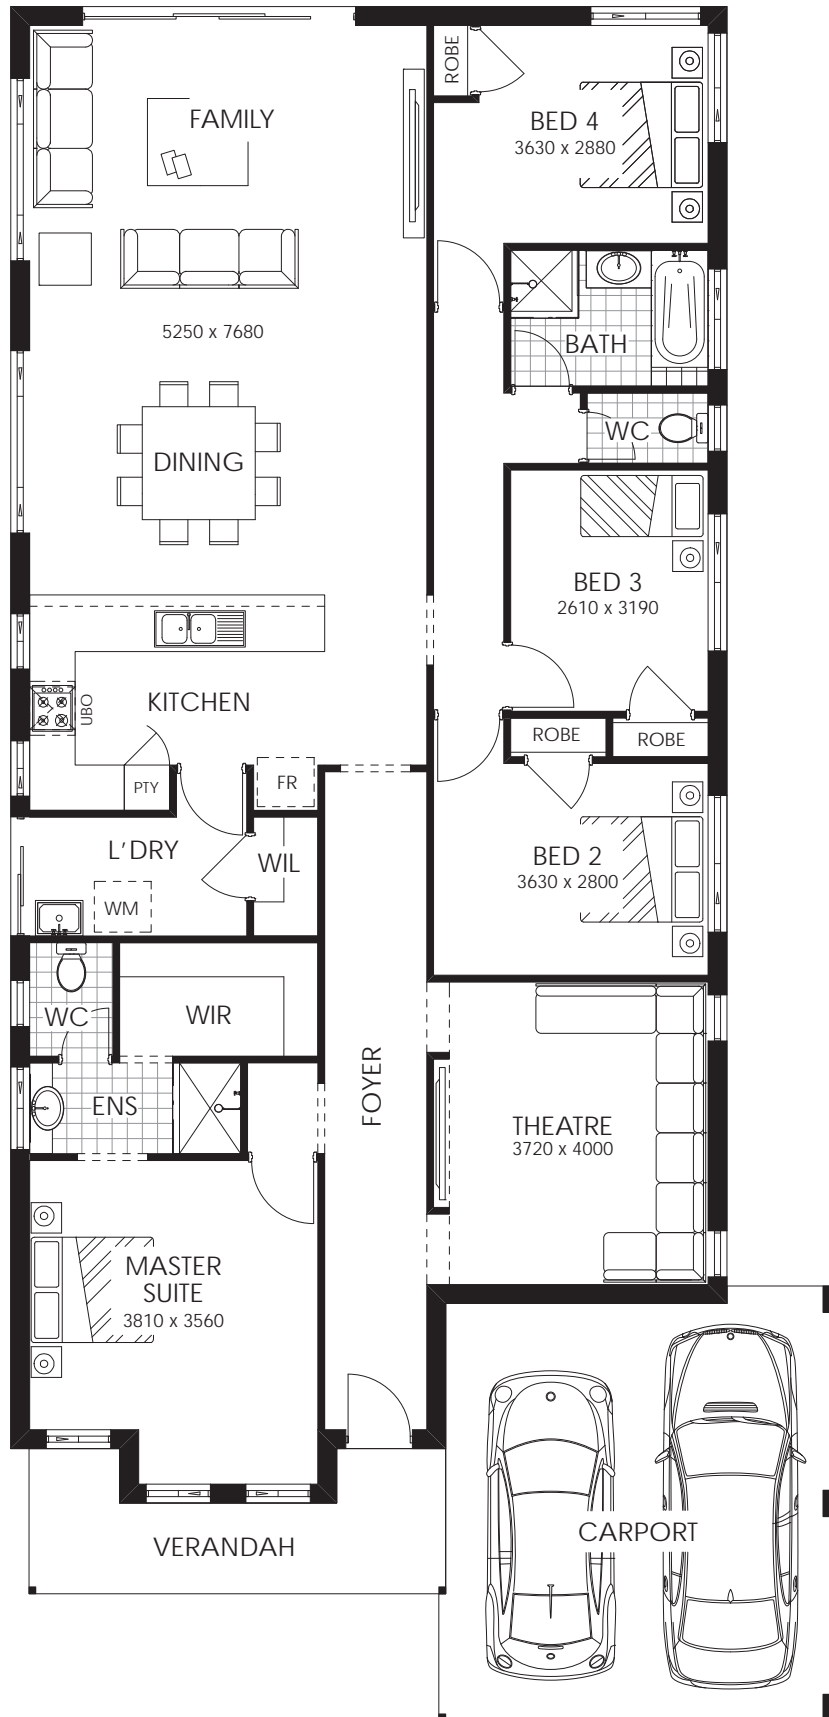 ROBE
FAMILY
BED 4
3630 x 2880
5250 x 7680
BATH
WC
DINING
BED 3
2610 x 3190
KITCHEN
UBO
ROBE
ROBE
PTY
FR
L'DRY
WIL
BED 2
3630 x 2800
WM
WC
WIR
FOYER
ENS
THEATRE
3720 x 4000
MASTER
SUITE
3810 x 3560
CARPORT
VERANDAH